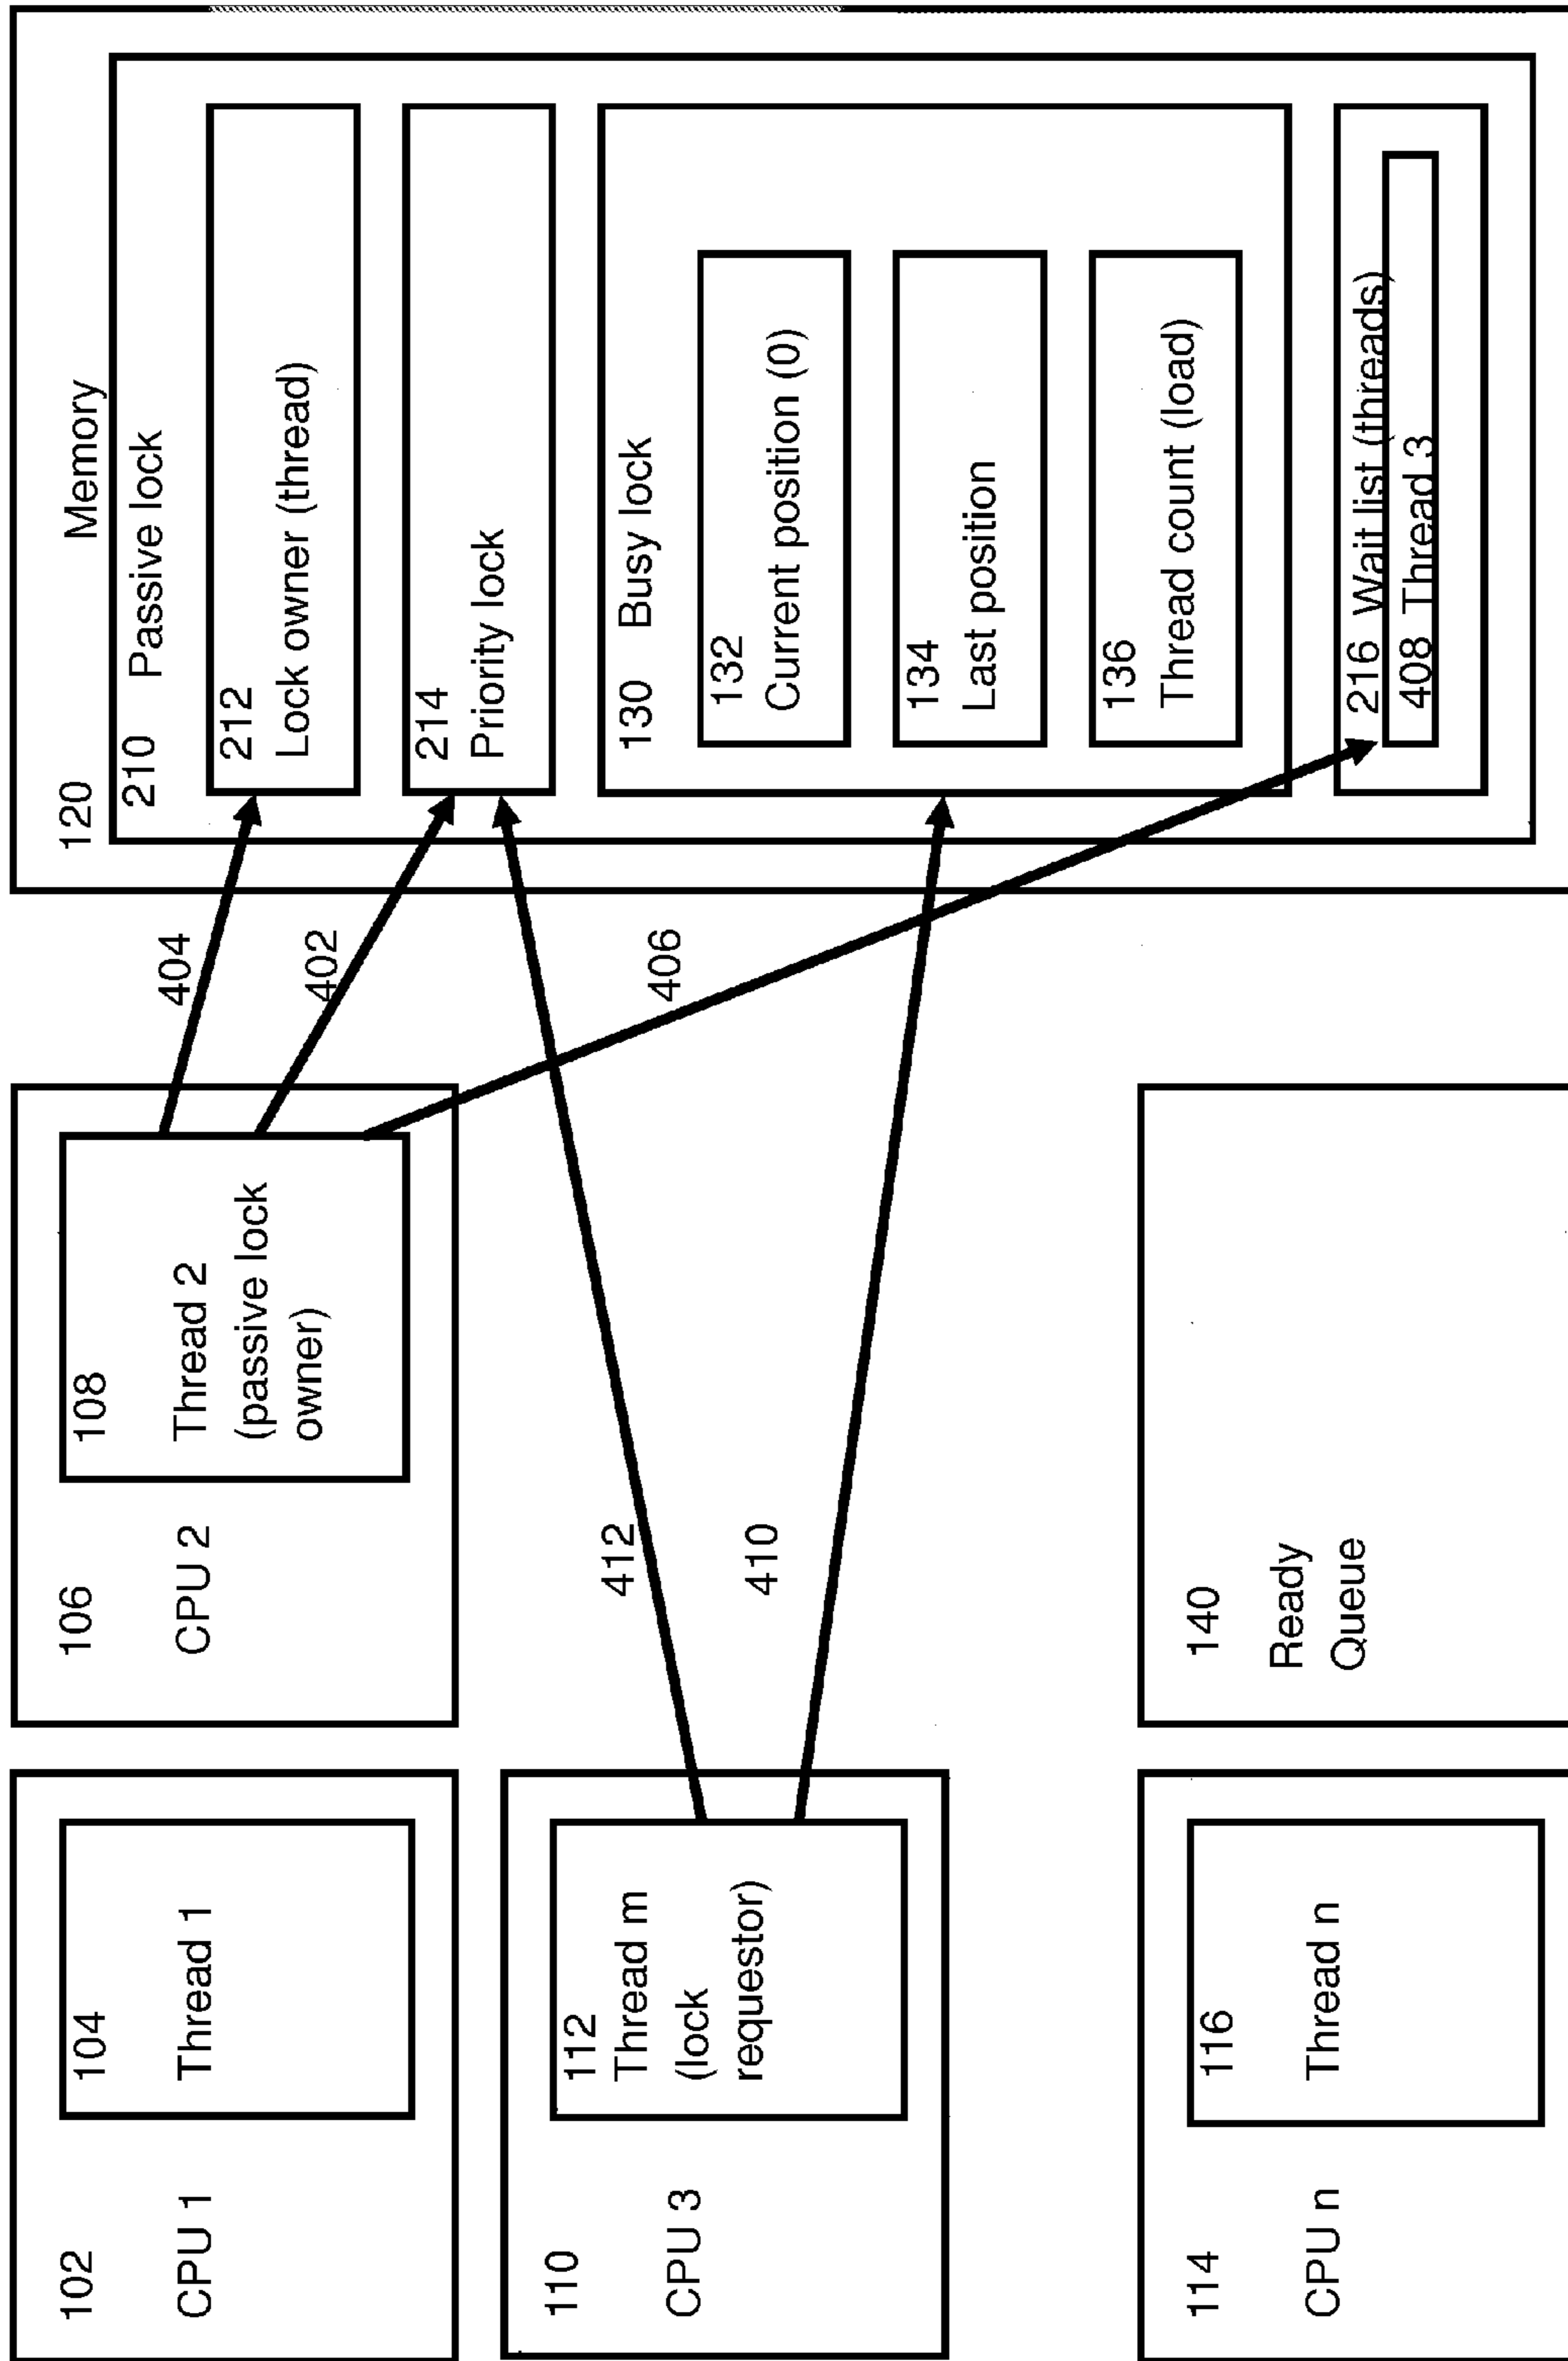 102
CPU 1
104
Thread 1
106
CPU 2
108
Thread 2
(passive lock
owner)
110
CPU 3
112
Thread m
(lock
requestor)
114
CPU n
116
Thread n
140
Ready
Queue
404
402
406
412
410
120
Memory
210 Passive lock
212
Lock owner (thread)
214
Priority lock
130 Busy lock
132
Current position (0)
134
Last position
136
Thread count (load)
216 Wait list (threads)
408 Thread 3